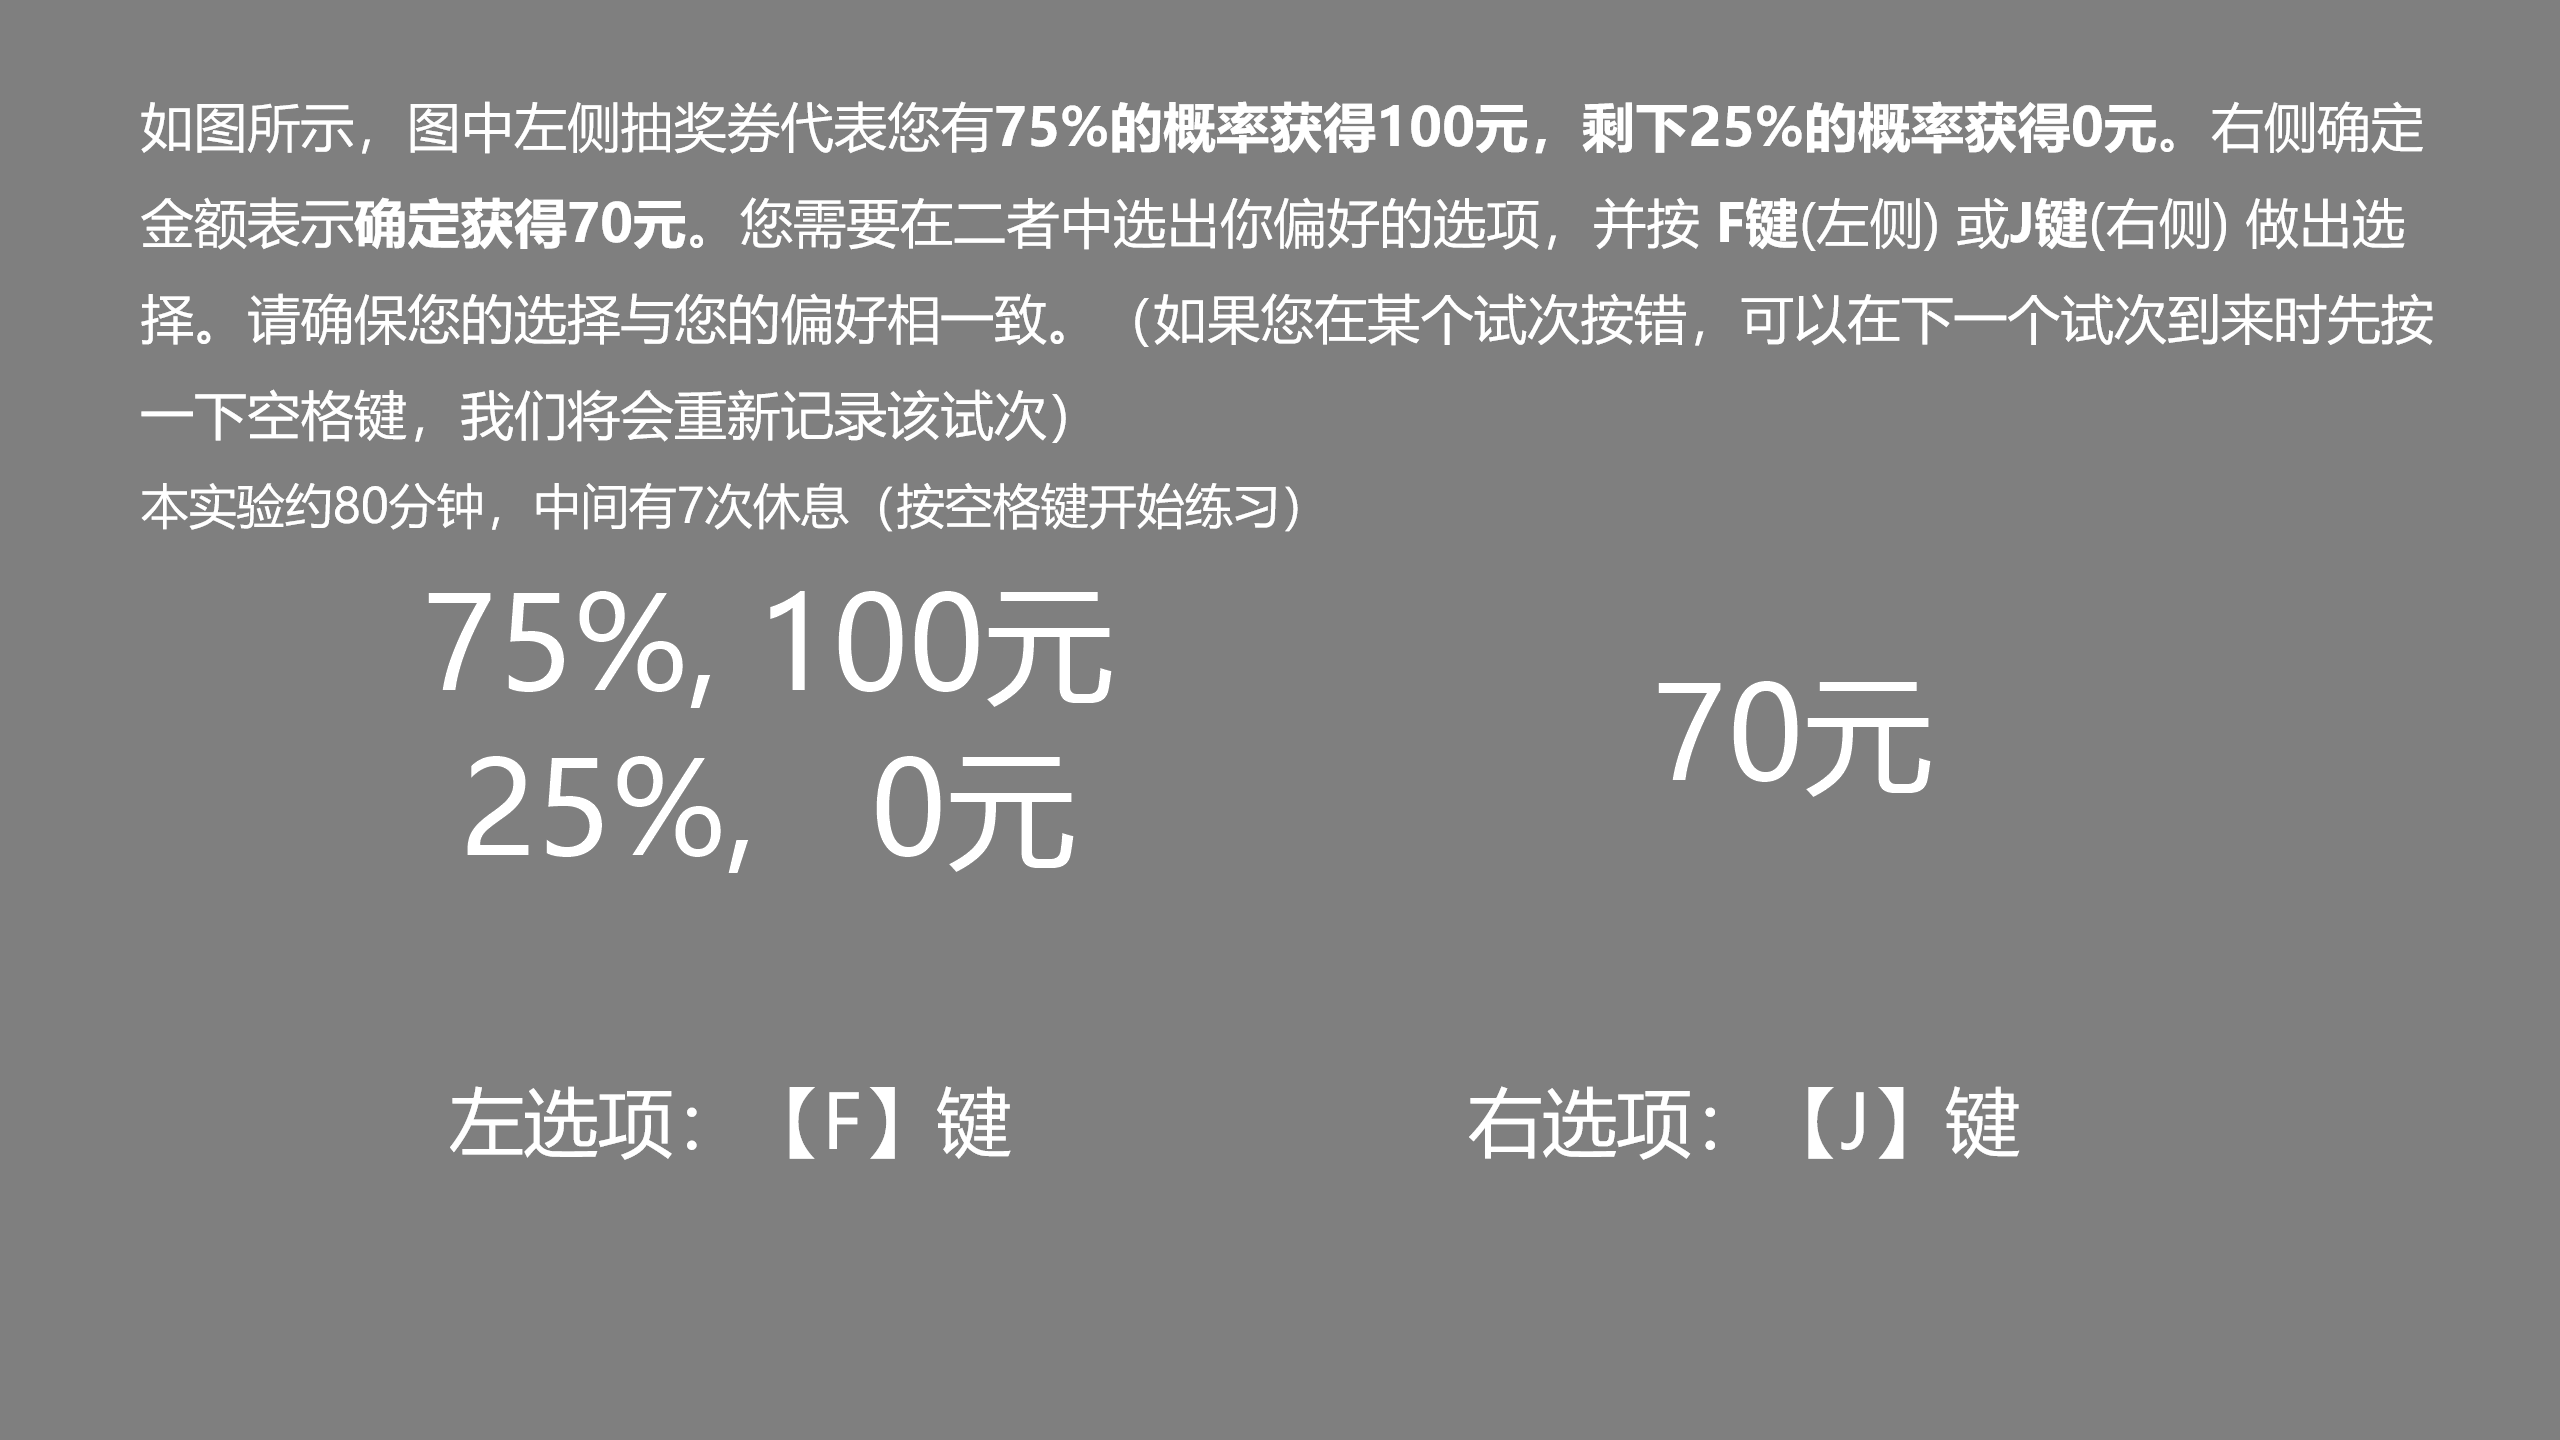 如图所示，图中左侧抽奖券代表您有75%的概率获得100元，剩下25%的概率获得0元。右侧确定
金额表示确定获得70元。您需要在二者中选出你偏好的选项，并按 F键(左侧) 或J键(右侧) 做出选
择。请确保您的选择与您的偏好相一致。（如果您在某个试次按错，可以在下一个试次到来时先按
一下空格键，我们将会重新记录该试次）
本实验约80分钟，中间有7次休息（按空格键开始练习）
75%, 100元
25%, 0元
70元
左选项：【F】键
右选项：【J】键